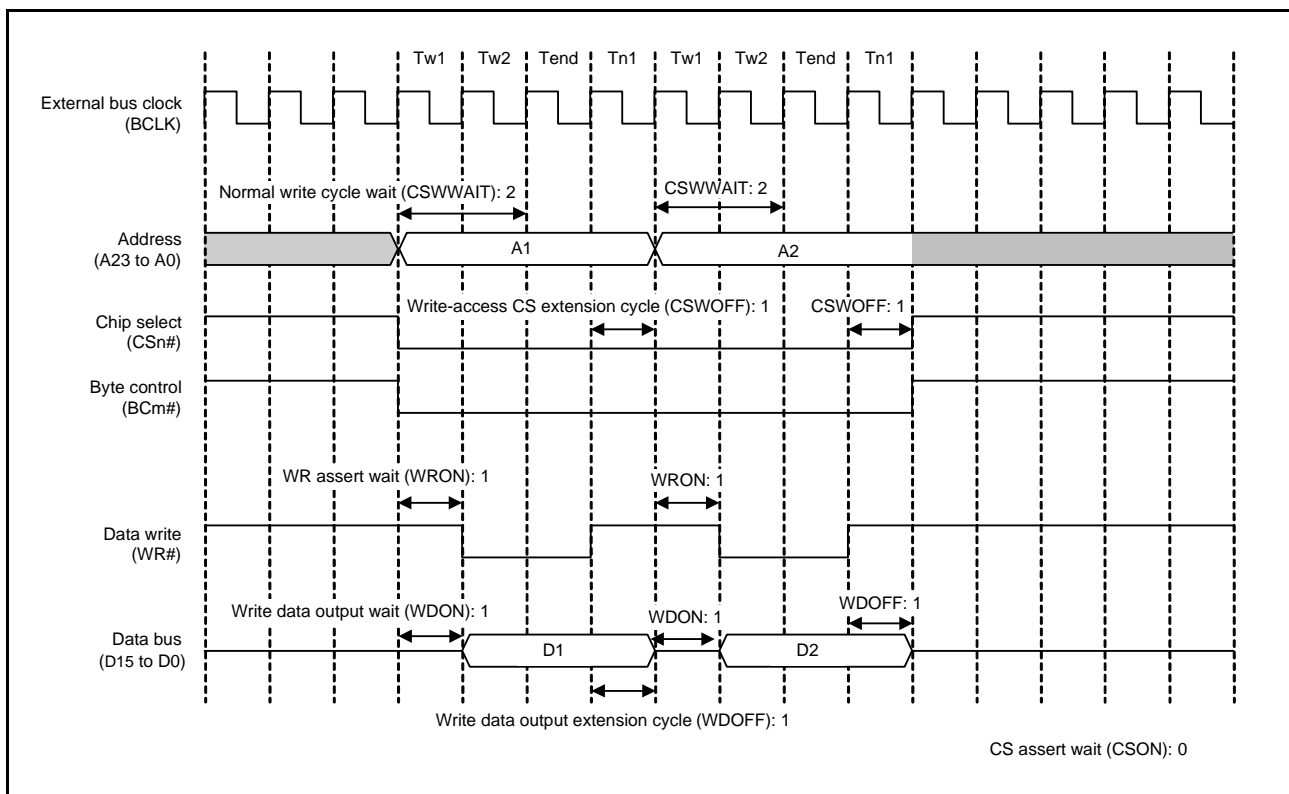 Tw1 Tw2 Tend Tn1 Tw1 Tw2 Tend Tn1
External bus clock
(BCLK)
Normal write cycle wait (CSWWAIT): 2
CSWWAIT: 2
Address
(A23 to A0)
A1
A2
Write-access CS extension cycle (CSWOFF): 1
CSWOFF: 1
Chip select
(CSn#)
Byte control
(BCm#)
WR assert wait (WRON): 1
WRON: 1
Data write
(WR#)
Write data output wait (WDON): 1
WDON: 1
WDOFF: 1
Data bus
(D15 to D0)
D1
D2
Write data output extension cycle (WDOFF): 1
CS assert wait (CSON): 0